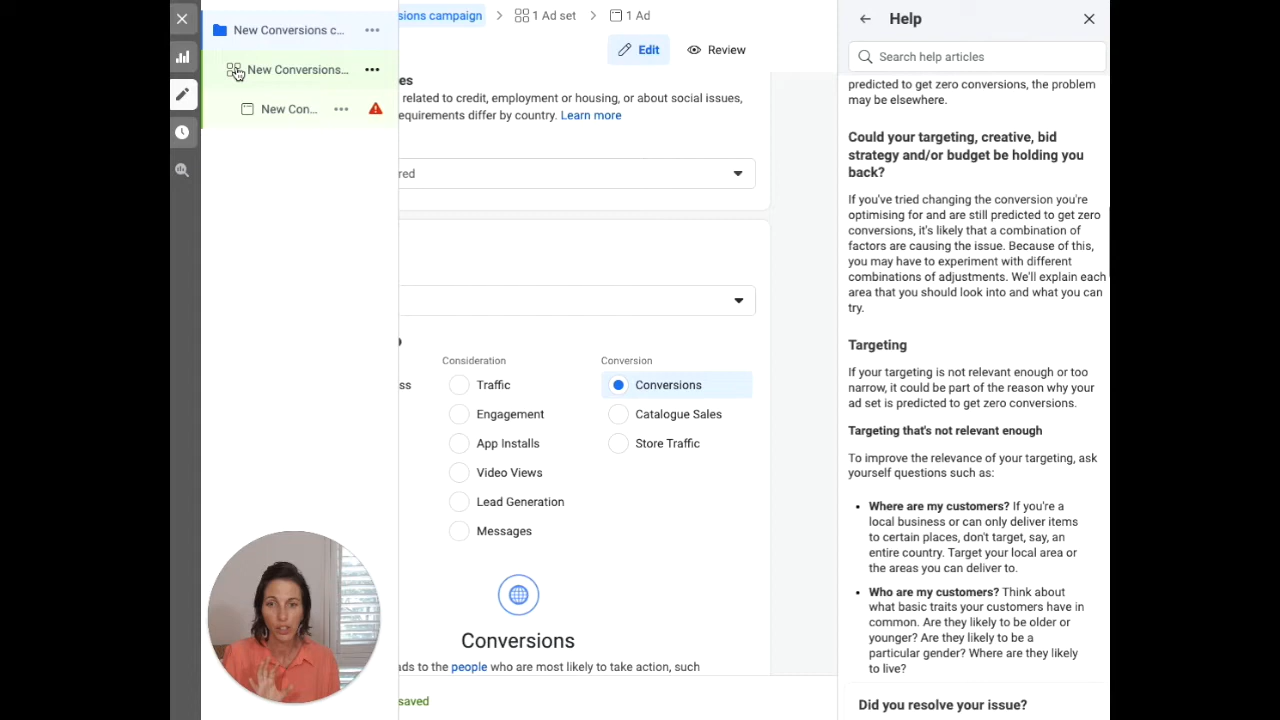 New Conversions c...
New Conversions...
New Con...
sions campaign
1 Ad set
1 Ad
Edit
Review
es
related to credit, employment or housing, or about social issues,
equirements differ by country. Learn more
red
Consideration
Conversion
ss
Traffic
Conversions
Engagement
Catalogue Sales
App Installs
Store Traffic
Video Views
Lead Generation
Messages
Conversions
ads to the people who are most likely to take action, such
saved
Help
Search help articles
predicted to get zero conversions, the problem
may be elsewhere.
Could your targeting, creative, bid
strategy and/or budget be holding you
back?
If you've tried changing the conversion you're
optimising for and are still predicted to get zero
conversions, it's likely that a combination of
factors are causing the issue. Because of this,
you may have to experiment with different
combinations of adjustments. We'll explain each
area that you should look into and what you can
try.
Targeting
If your targeting is not relevant enough or too
narrow, it could be part of the reason why your
ad set is predicted to get zero conversions.
Targeting that's not relevant enough
To improve the relevance of your targeting, ask
yourself questions such as:
• Where are my customers? If you're a
local business or can only deliver items
to certain places, don't target, say, an
entire country. Target your local area or
the areas you can deliver to.
• Who are my customers? Think about
what basic traits your customers have in
common. Are they likely to be older or
younger? Are they likely to be a
particular gender? Where are they likely
to live?
Did you resolve your issue?